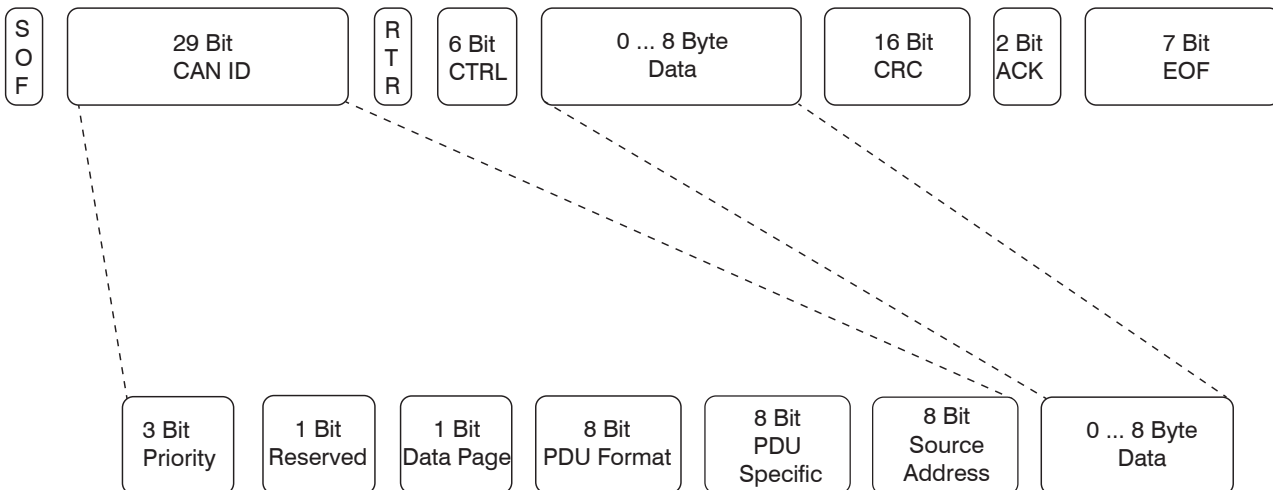 S
O
F
29 Bit
CAN ID
R
T
R
6 Bit
CTRL
0 ... 8 Byte
Data
16 Bit
CRC
2 Bit
ACK
7 Bit
EOF
3 Bit
Priority
1 Bit
Reserved
1 Bit
Data Page
8 Bit
PDU Format
8 Bit
PDU
Specific
8 Bit
Source
Address
0 ... 8 Byte
Data